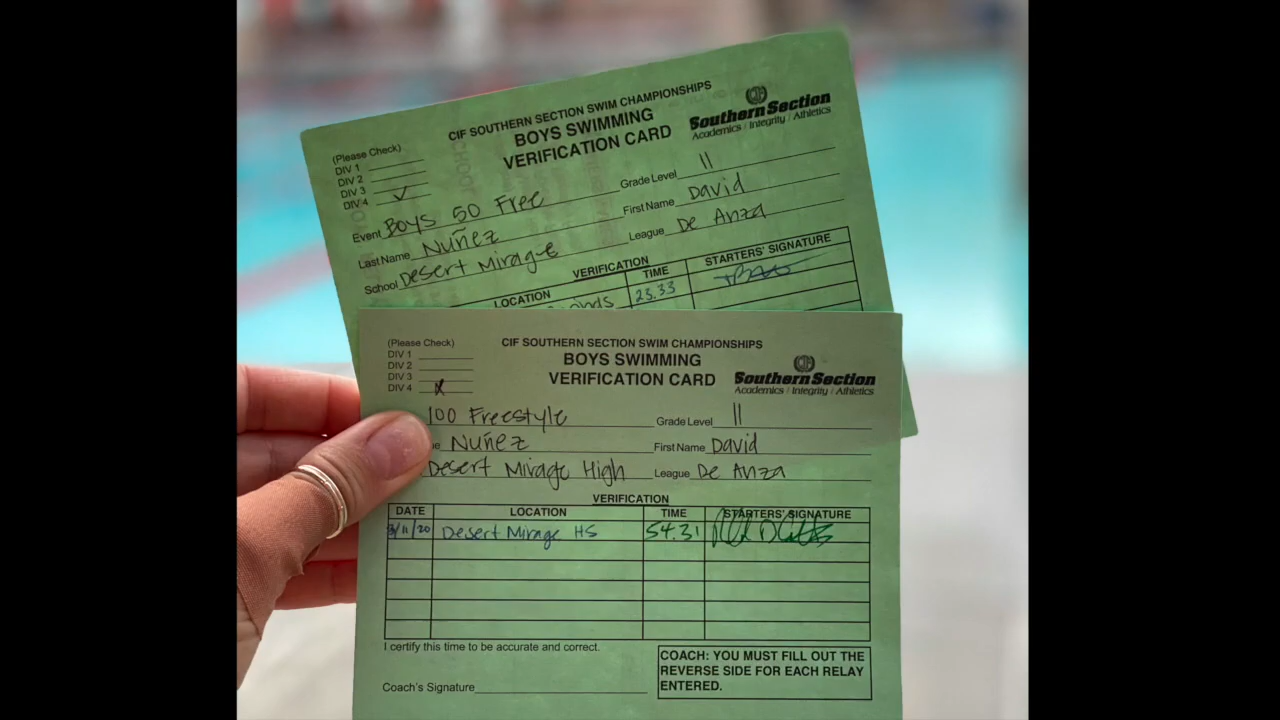 CIF SOUTHERN SECTION SWIM CHAMPIONSHIPS
BOYS SWIMMING
VERIFICATION CARD
Southern Section
Academics / Integrity / Athletics
(Please Check)
DIV 1
DIV 2
DIV 3
DIV 4 ✓
Event Boys 50 Free
Grade Level 11
Last Name Nuñez
First Name David
School Desert Mirage
League De Anza
VERIFICATION
LOCATION TIME STARTERS' SIGNATURE
23.33
CIF SOUTHERN SECTION SWIM CHAMPIONSHIPS
BOYS SWIMMING
VERIFICATION CARD
Southern Section
Academics / Integrity / Athletics
(Please Check)
DIV 1
DIV 2
DIV 3
DIV 4 X
100 Freestyle Grade Level 11
Nuñez First Name David
Desert Mirage High League De Anza
VERIFICATION
DATE LOCATION TIME STARTERS' SIGNATURE
3/11/20 Desert Mirage HS 54.31
I certify this time to be accurate and correct.
Coach's Signature
COACH: YOU MUST FILL OUT THE
REVERSE SIDE FOR EACH RELAY
ENTERED.